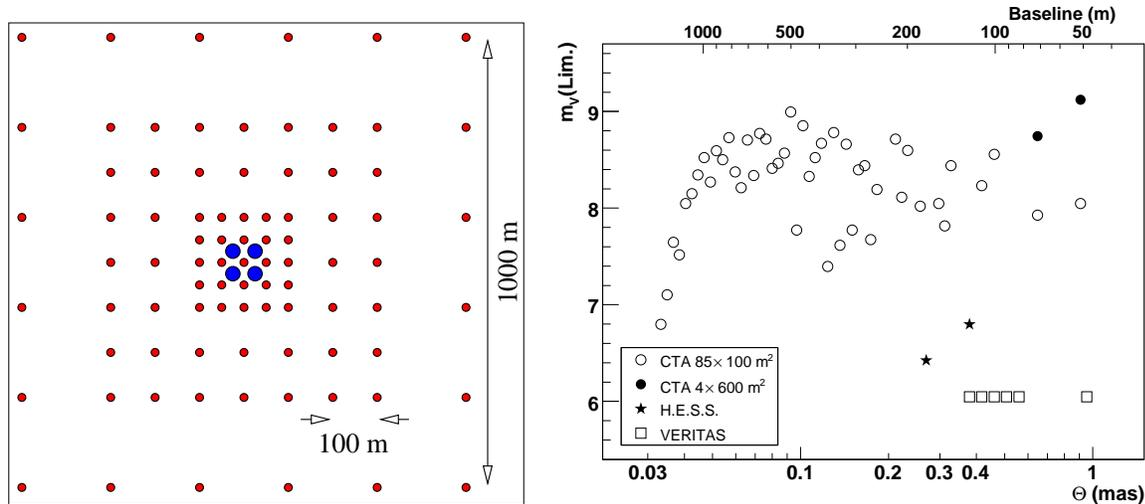 1000 m
100 m
Baseline (m)
1000 500 200 100 50
mV(Lim.)
9
8
7
6
CTA 85× 100 m²
CTA 4× 600 m²
H.E.S.S.
VERITAS
0.03 0.1 0.2 0.3 0.4 1
Θ (mas)